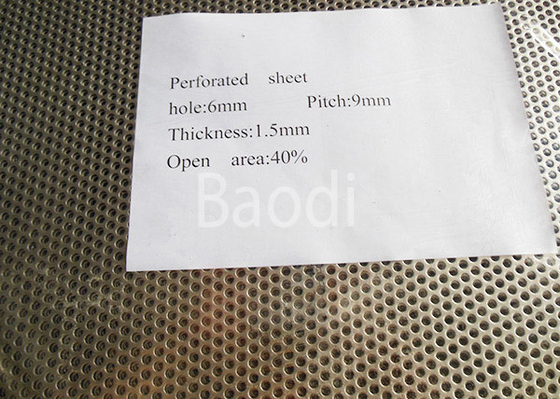 Perforated sheet
hole:6mm Pitch:9mm
Thickness:1.5mm
Open area:40%
Baodi